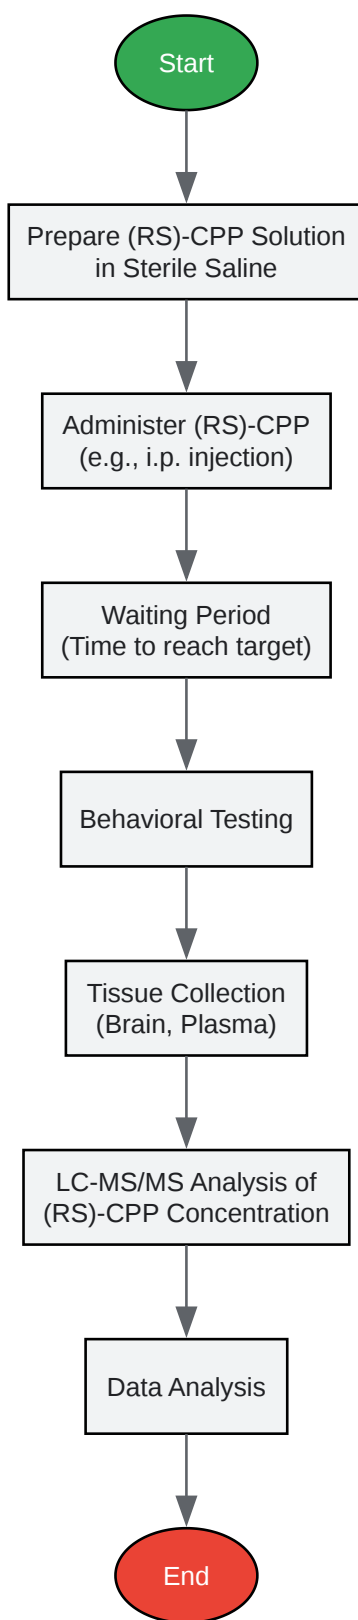 Start
Prepare (RS)-CPP Solution
in Sterile Saline
Administer (RS)-CPP
(e.g., i.p. injection)
Waiting Period
(Time to reach target)
Behavioral Testing
Tissue Collection
(Brain, Plasma)
LC-MS/MS Analysis of
(RS)-CPP Concentration
Data Analysis
End